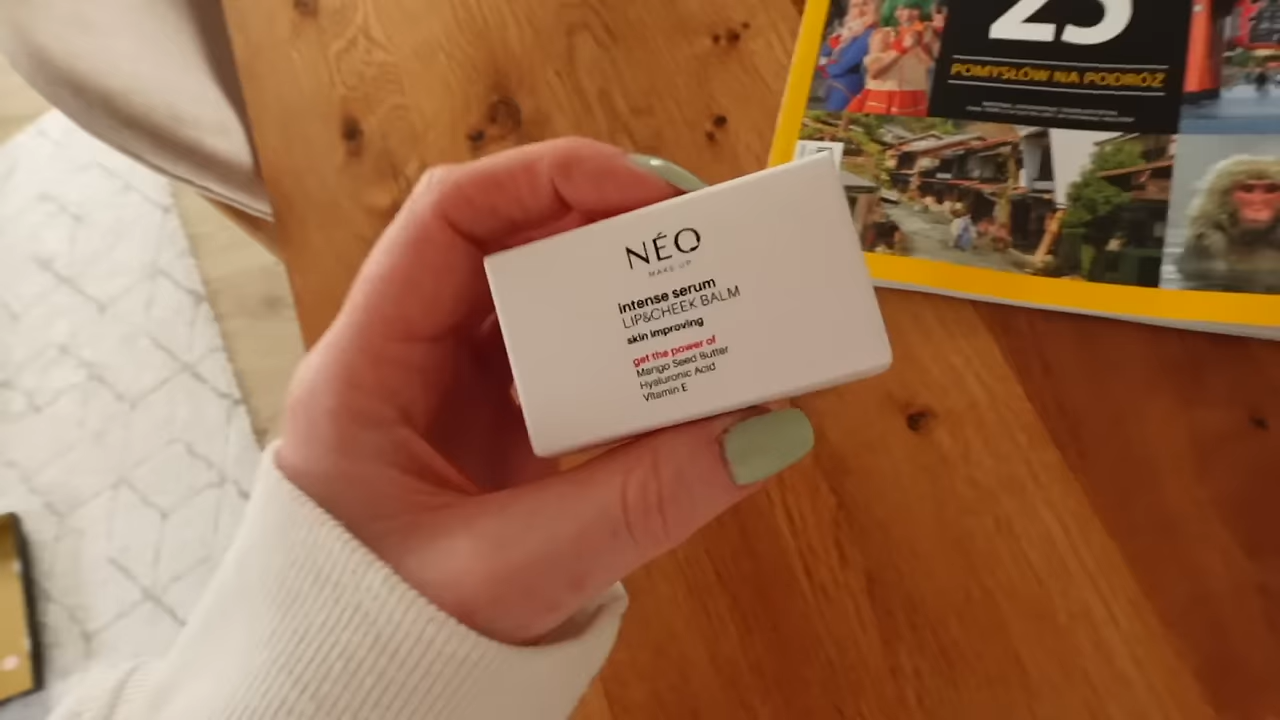 25
POMYSŁÓW NA PODRÓŻ
NÉO
MAKE UP
intense serum
LIP&CHEEK BALM
skin improving
get the power of
Mango Seed Butter
Hyaluronic Acid
Vitamin E